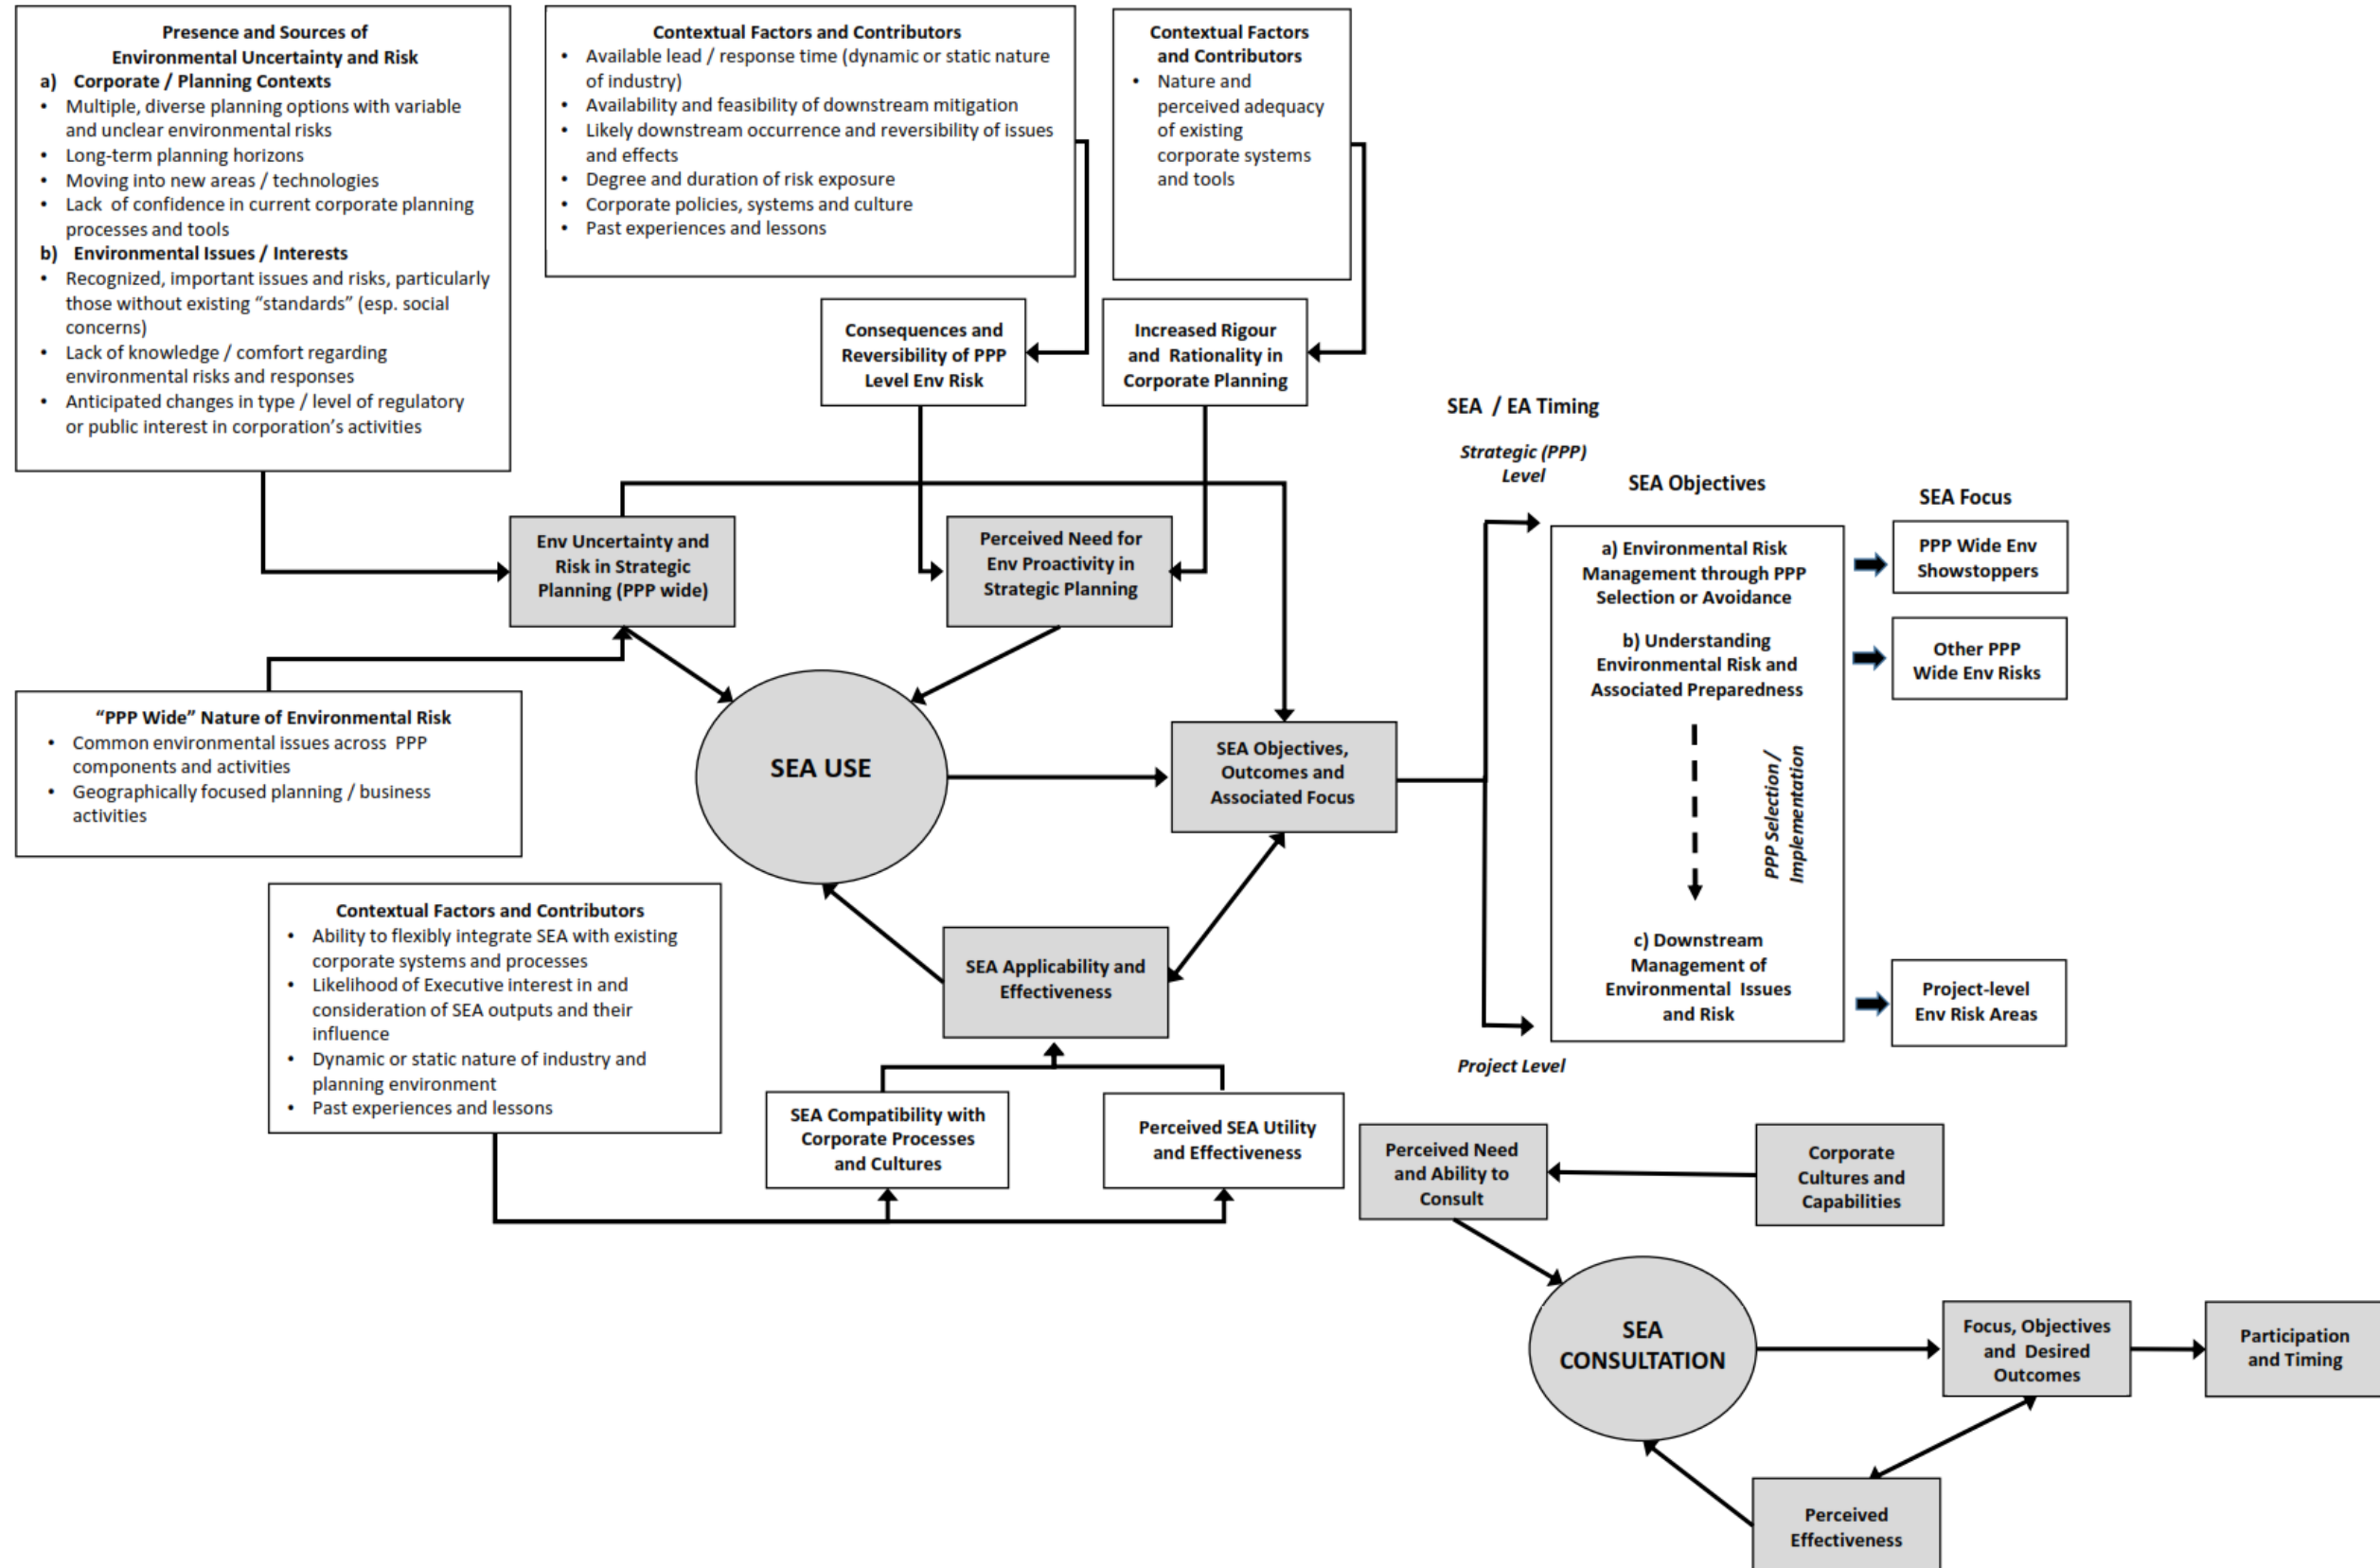 Presence and Sources of
Environmental Uncertainty and Risk
a) Corporate / Planning Contexts
• Multiple, diverse planning options with variable
and unclear environmental risks
• Long-term planning horizons
• Moving into new areas / technologies
• Lack of confidence in current corporate planning
processes and tools
b) Environmental Issues / Interests
• Recognized, important issues and risks, particularly
those without existing “standards” (esp. social
concerns)
• Lack of knowledge / comfort regarding
environmental risks and responses
• Anticipated changes in type / level of regulatory
or public interest in corporation’s activities
Contextual Factors and Contributors
• Available lead / response time (dynamic or static nature
of industry)
• Availability and feasibility of downstream mitigation
• Likely downstream occurrence and reversibility of issues
and effects
• Degree and duration of risk exposure
• Corporate policies, systems and culture
• Past experiences and lessons
Contextual Factors
and Contributors
• Nature and
perceived adequacy
of existing
corporate systems
and tools
Consequences and
Reversibility of PPP
Level Env Risk
Increased Rigour
and Rationality in
Corporate Planning
SEA / EA Timing
Strategic (PPP)
Level
SEA Objectives
SEA Focus
Env Uncertainty and
Risk in Strategic
Planning (PPP wide)
Perceived Need for
Env Proactivity in
Strategic Planning
a) Environmental Risk
Management through PPP
Selection or Avoidance
PPP Wide Env
Showstoppers
b) Understanding
Environmental Risk and
Associated Preparedness
Other PPP
Wide Env Risks
“PPP Wide” Nature of Environmental Risk
• Common environmental issues across PPP
components and activities
• Geographically focused planning / business
activities
SEA USE
SEA Objectives,
Outcomes and
Associated Focus
PPP Selection /
Implementation
Contextual Factors and Contributors
• Ability to flexibly integrate SEA with existing
corporate systems and processes
• Likelihood of Executive interest in and
consideration of SEA outputs and their
influence
• Dynamic or static nature of industry and
planning environment
• Past experiences and lessons
SEA Applicability and
Effectiveness
c) Downstream
Management of
Environmental Issues
and Risk
Project-level
Env Risk Areas
Project Level
SEA Compatibility with
Corporate Processes
and Cultures
Perceived SEA Utility
and Effectiveness
Perceived Need
and Ability to
Consult
Corporate
Cultures and
Capabilities
SEA
CONSULTATION
Focus, Objectives
and Desired
Outcomes
Participation
and Timing
Perceived
Effectiveness